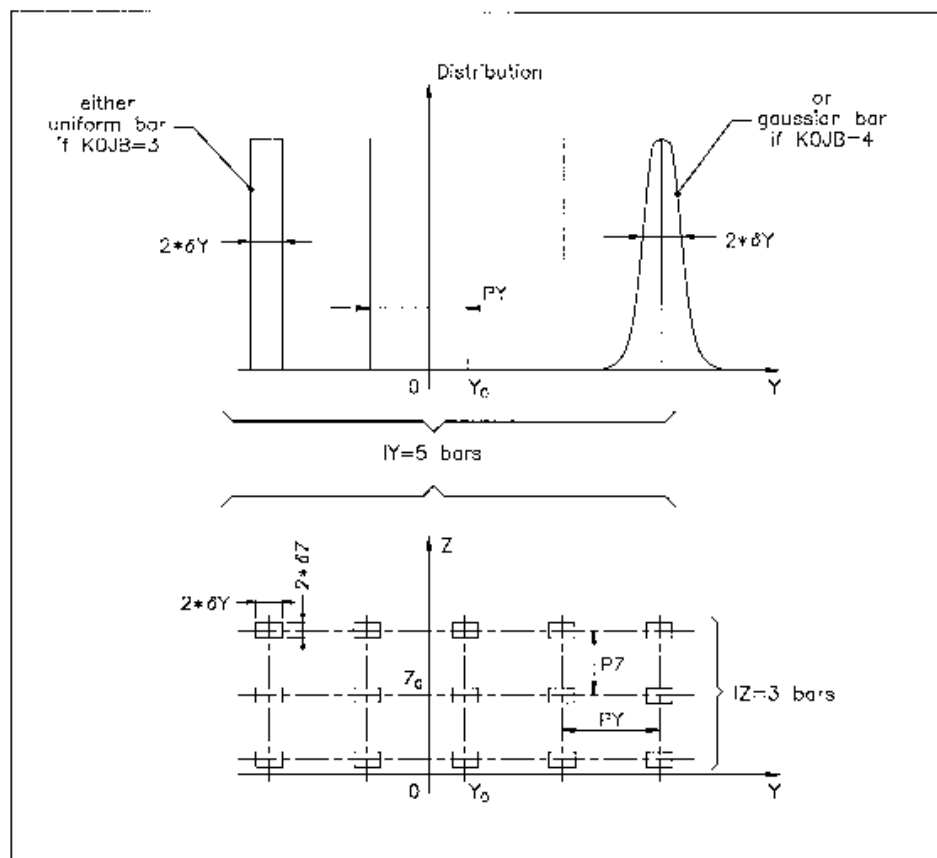 Distribution
either
uniform bar
if KOJB=3
or
gaussian bar
if KOJB=4
2*δY
2*δY
PY
0
Y₀
Y
IY=5 bars
Z
2*δZ
2*δY
PZ
Z₀
IZ=3 bars
PY
0
Y₀
Y